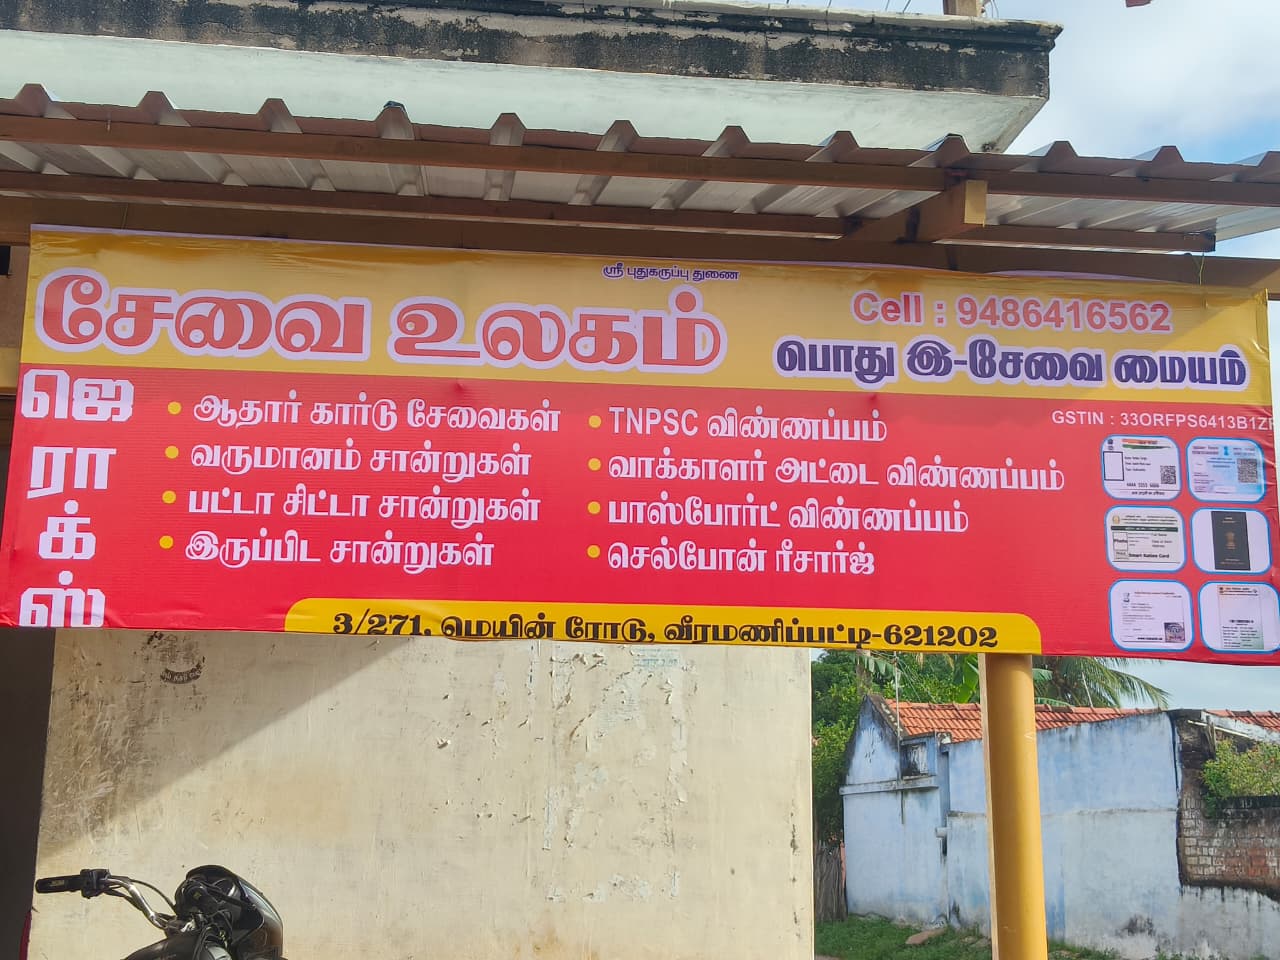 ஸ்ரீ புதுகருப்பு துணை
சேவை உலகம்
Cell : 9486416562
பொது இ-சேவை மையம்
GSTIN : 33ORFPS6413B1Z
ஜெராக்ஸ்
• ஆதார் கார்டு சேவைகள்
• வருமானம் சான்றுகள்
• பட்டா சிட்டா சான்றுகள்
• இருப்பிட சான்றுகள்
• TNPSC விண்ணப்பம்
• வாக்காளர் அட்டை விண்ணப்பம்
• பாஸ்போர்ட் விண்ணப்பம்
• செல்போன் ரீசார்ஜ்
3/271, மெயின் ரோடு, வீரமணிப்பட்டி-621202